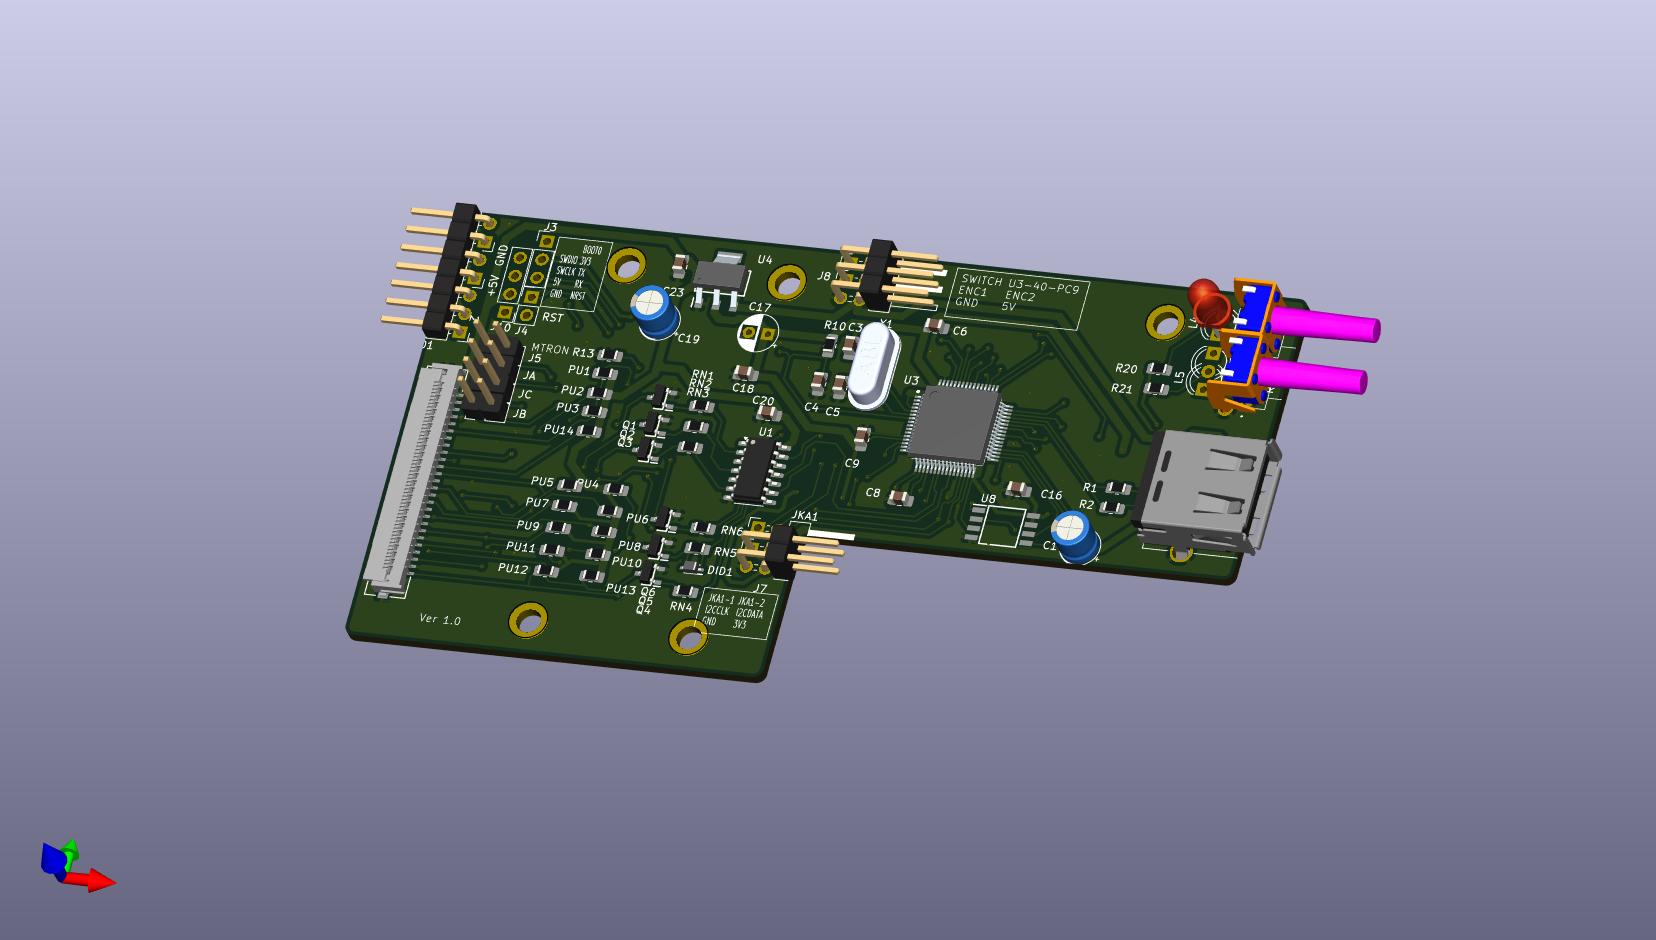 J3
GND
+5V
BOOT0
SWDIO 3V3
SWCLK TX
5V RX
GND NRST
J4
RST
U4
C23
C19
C17
J8
SWITCH U3-40-PC9
ENC1 ENC2
GND 5V
R10
C3
C6
MTRON
J5
JA
JC
JB
R13
PU1
PU2
PU3
PU14
RN1
RN2
RN3
C18
C20
C4
C5
U3
Q1
Q2
Q3
U1
C9
R20
R21
L5
PU5
PU4
PU7
PU9
PU11
PU12
PU6
PU8
PU10
PU13
Q6
Q5
Q4
RN6
RN5
DID1
RN4
JKA1
J7
C8
U8
C16
R1
R2
JKA1-1 JKA1-2
I2CCLK I2CDATA
GND 3V3
Ver 1.0